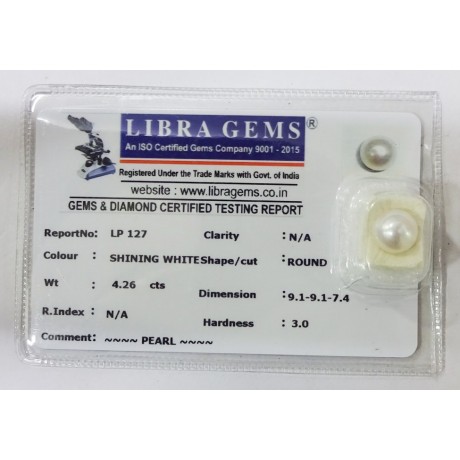 LIBRA GEMS ®
An ISO Certified Gems Company 9001 - 2015
Registered Under the Trade Marks with Govt. of India
website : www.libragems.co.in
GEMS & DIAMOND CERTIFIED TESTING REPORT
ReportNo: LP 127 Clarity : N/A
Colour : SHINING WHITE Shape/cut : ROUND
Wt : 4.26 cts Dimension : 9.1-9.1-7.4
R.Index : N/A Hardness : 3.0
Comment: ~~~~ PEARL ~~~~